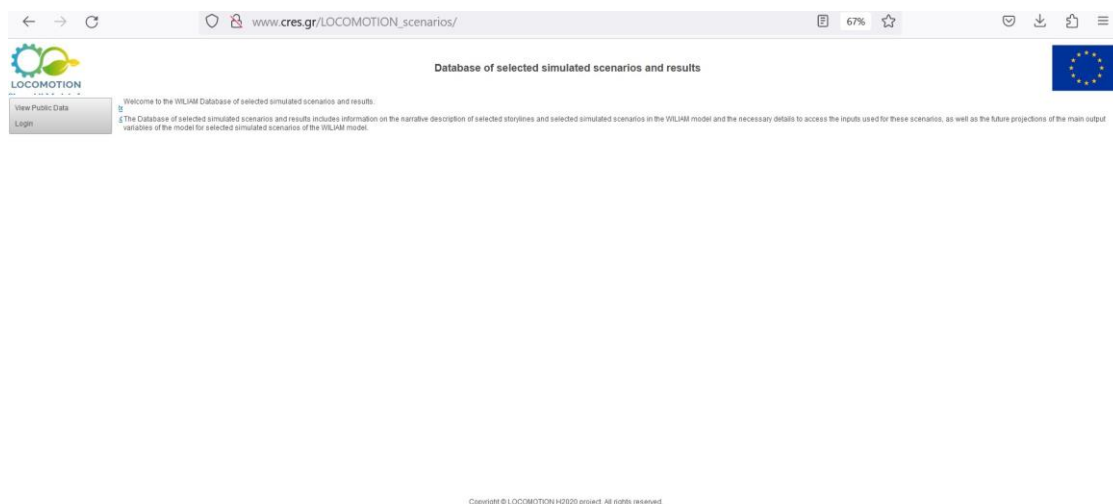 www.cres.gr/LOCOMOTION_scenarios/
67%
LOCOMOTION
Database of selected simulated scenarios and results
View Public Data
Login
Welcome to the WILIAM Database of selected simulated scenarios and results.
The Database of selected simulated scenarios and results includes information on the narrative description of selected storylines and selected simulated scenarios in the WILIAM model and the necessary details to access the inputs used for these scenarios, as well as the future projections of the main output
variables of the model for selected simulated scenarios of the WILIAM model.
Copyright © LOCOMOTION H2020 project. All rights reserved